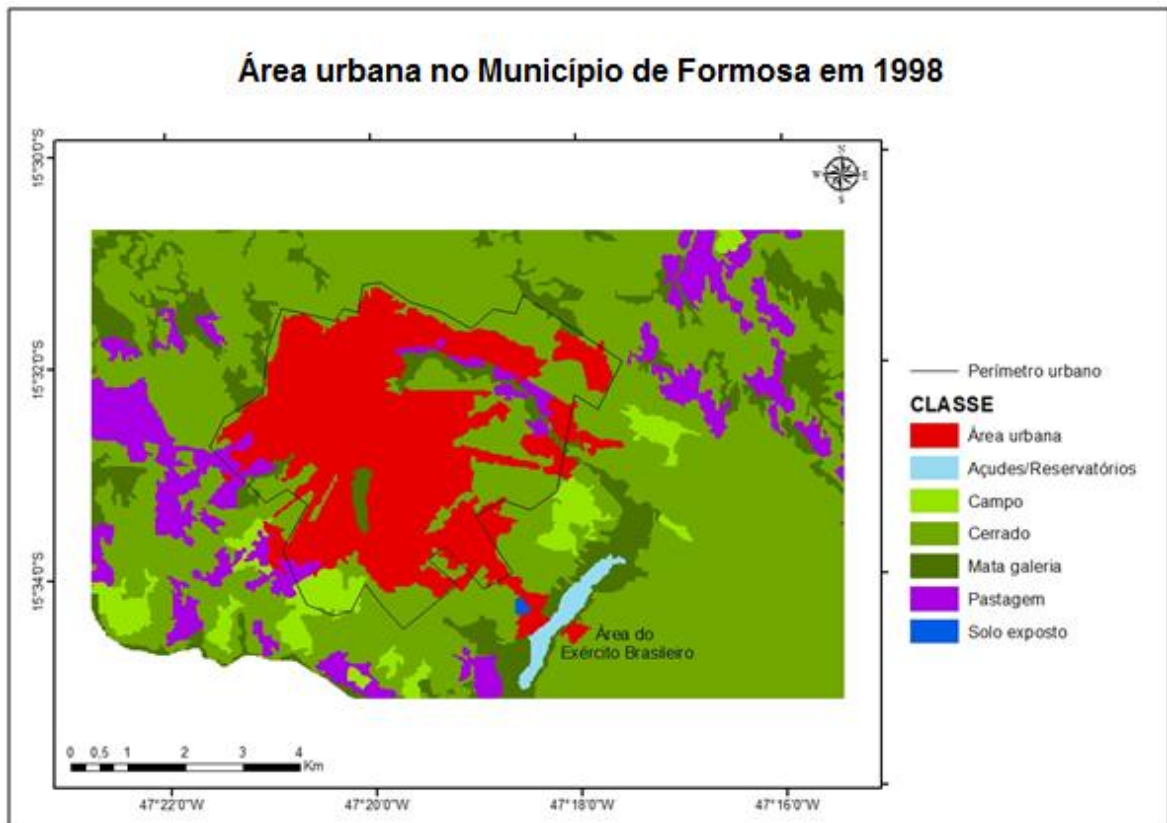 Área urbana no Município de Formosa em 1998
15°30'0"S
N
W
E
S
15°32'0"S
Perímetro urbano
CLASSE
Área urbana
Açudes/Reservatórios
Campo
Cerrado
Mata galeria
Pastagem
Solo exposto
15°34'0"S
Área do
Exército Brasileiro
0 0,5 1 2 3 4
Km
47°22'0"W 47°20'0"W 47°18'0"W 47°16'0"W